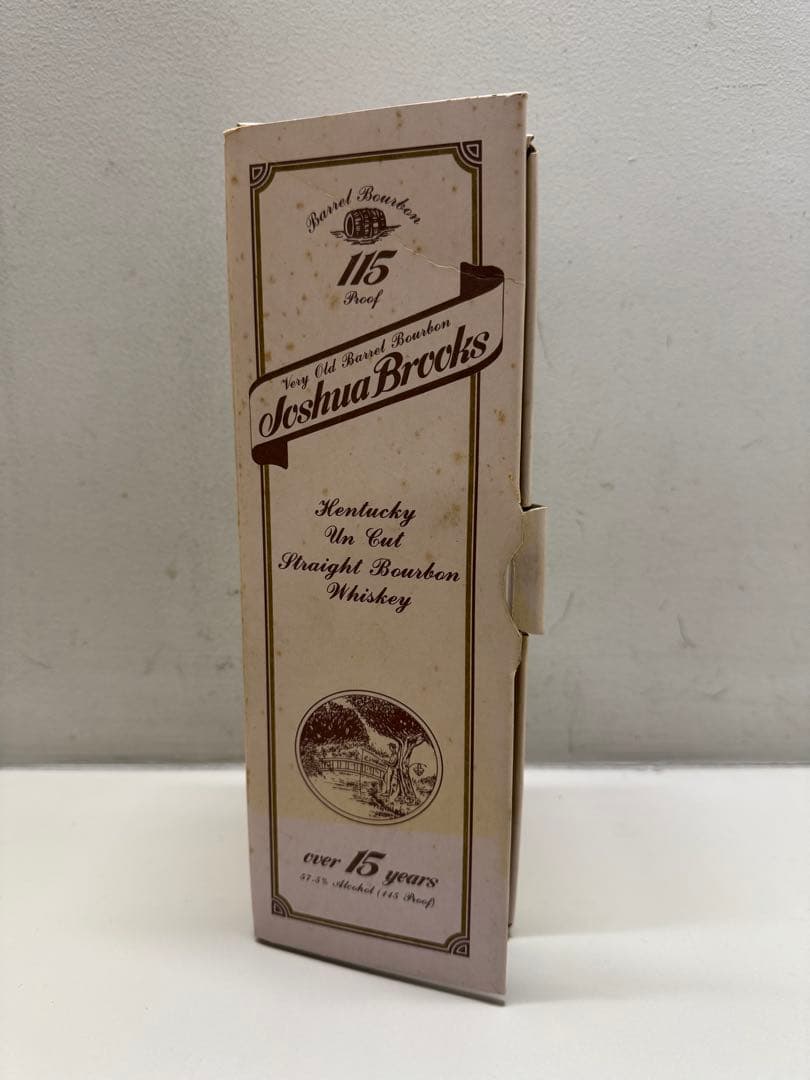 Barrel Bourbon
115
Proof
Very Old Barrel Bourbon
Joshua Brooks
Kentucky
Un Cut
Straight Bourbon
Whiskey
over 15 years
57.5% Alcohol (115 Proof)